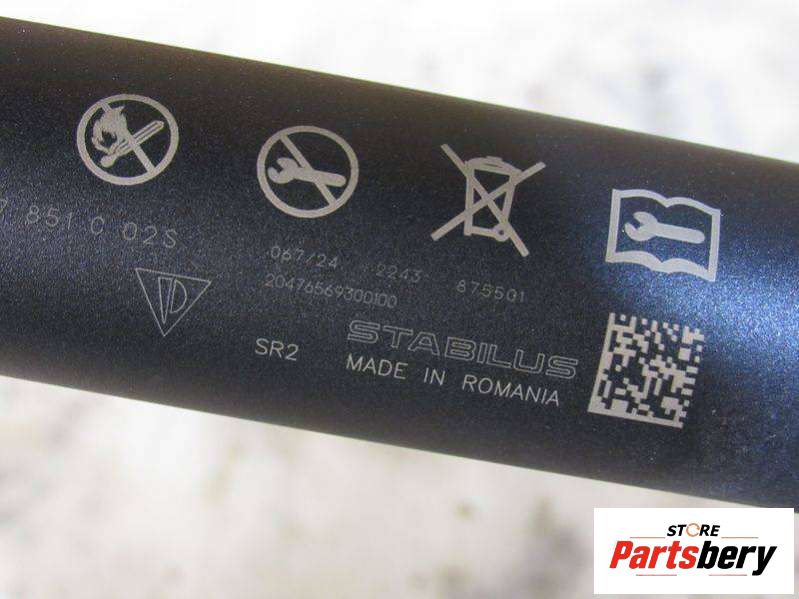 851 C 02S
067/24 2243 875501
20476569300100
SR2
STABILUS
MADE IN ROMANIA
STORE
Partsbery